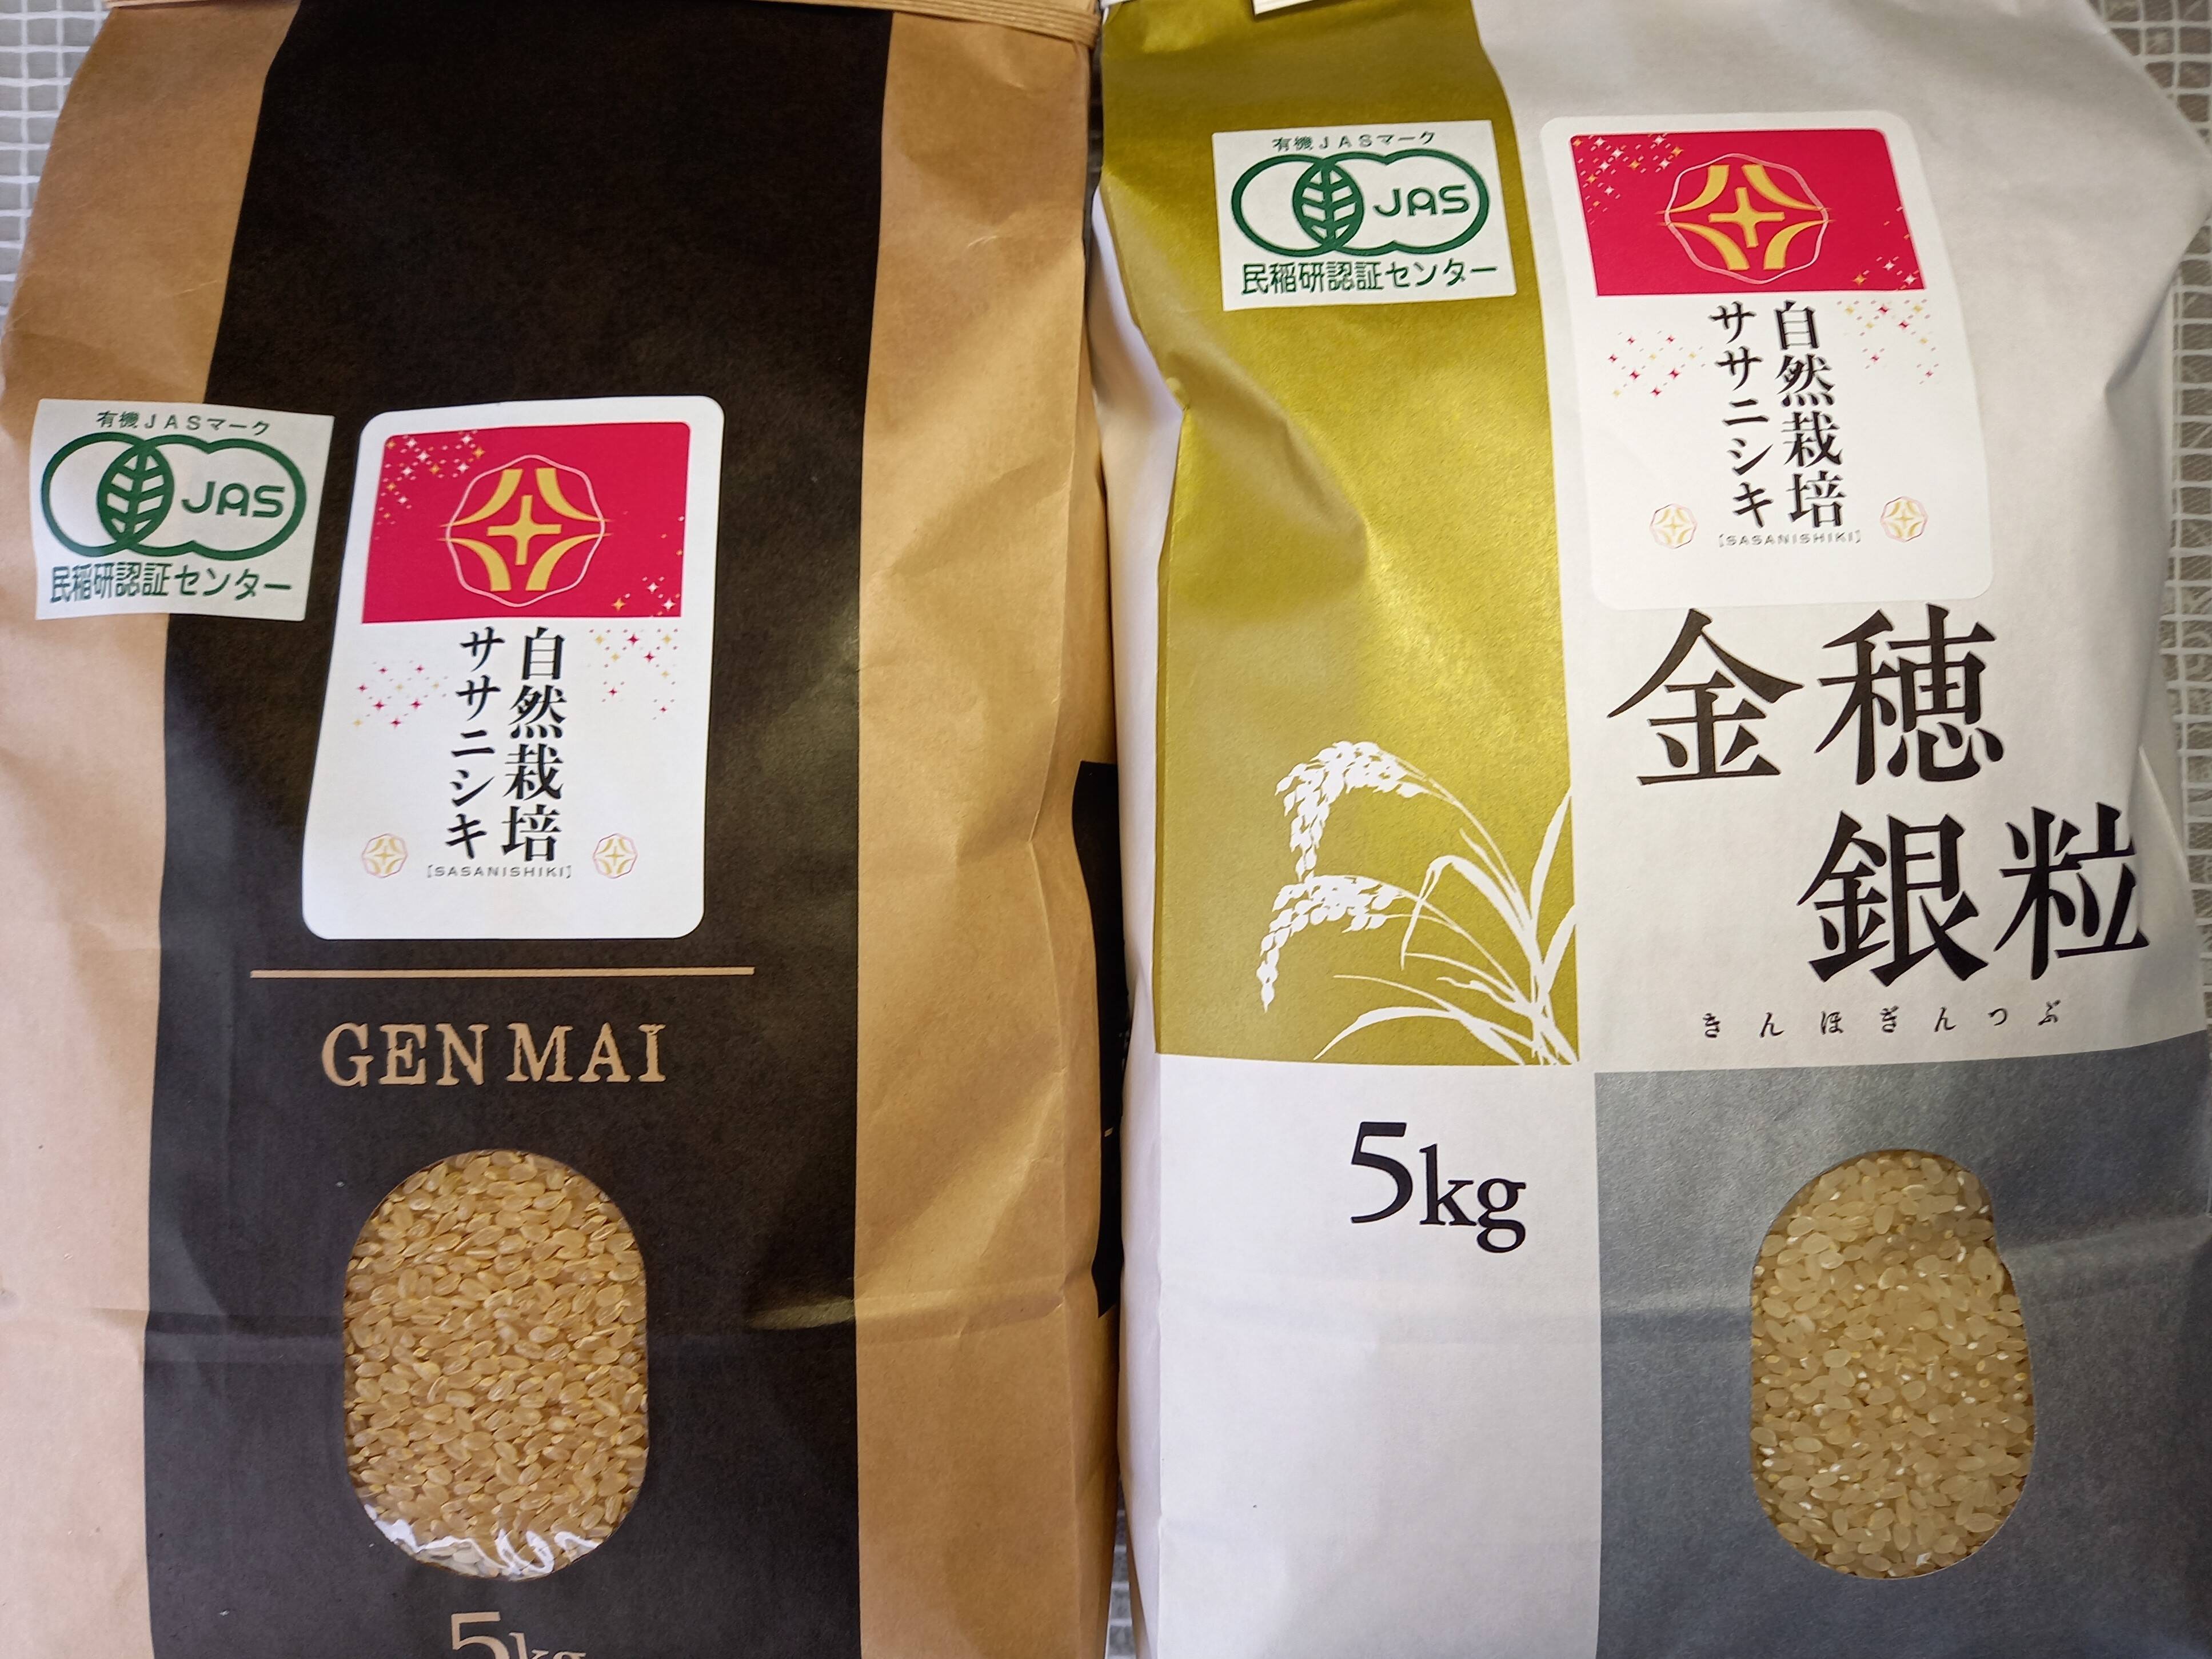 有機JASマーク
JAS
民稲研認証センター
自然栽培
ササニシキ
[SASANISHIKI]
GENMAI
5kg
有機JASマーク
JAS
民稲研認証センター
自然栽培
ササニシキ
[SASANISHIKI]
金穂
銀粒
きんほぎんつぶ
5kg